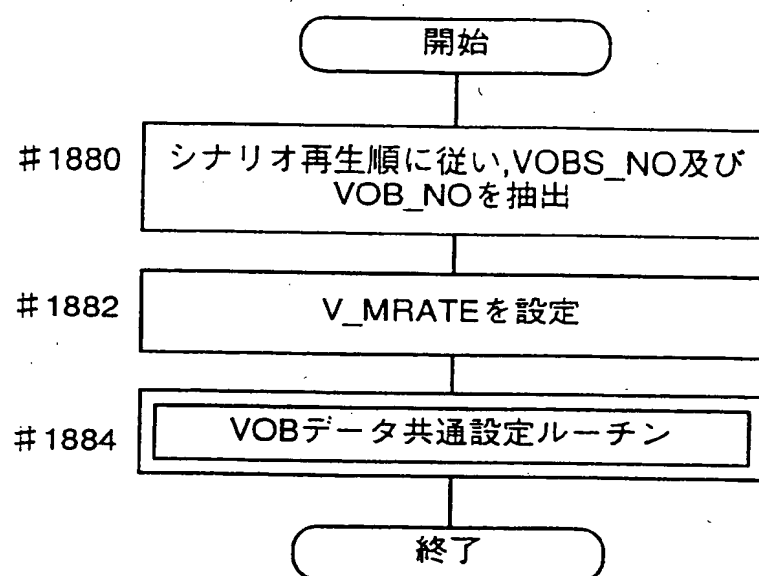 開始
#1880
シナリオ再生順に従い,VOBS_NO及び
VOB_NOを抽出
#1882
V_MRATEを設定
#1884
VOBデータ共通設定ルーチン
終了